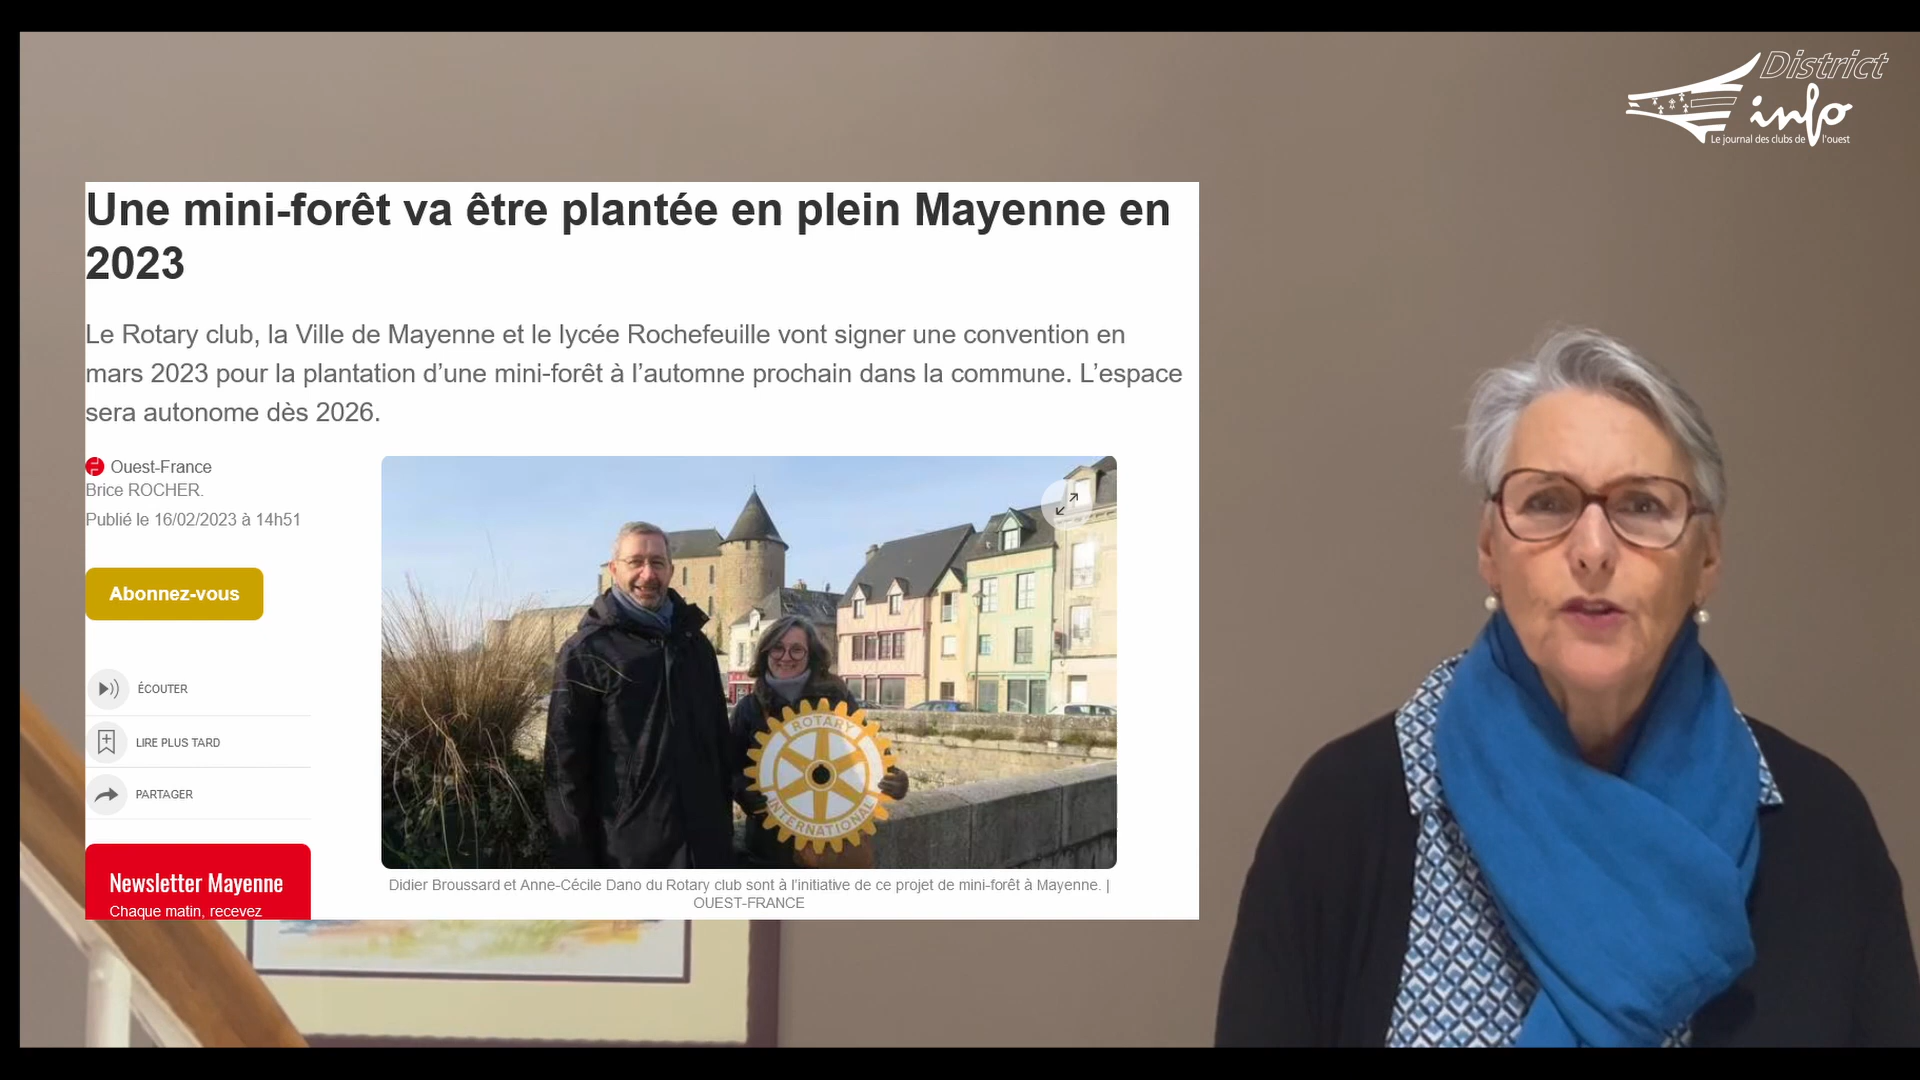 District
info
Le journal des clubs de l'ouest
Une mini-forêt va être plantée en plein Mayenne en
2023
Le Rotary club, la Ville de Mayenne et le lycée Rochefeuille vont signer une convention en
mars 2023 pour la plantation d’une mini-forêt à l’automne prochain dans la commune. L’espace
sera autonome dès 2026.
Ouest-France
Brice ROCHER.
Publié le 16/02/2023 à 14h51
Abonnez-vous
ÉCOUTER
LIRE PLUS TARD
PARTAGER
Newsletter Mayenne
Chaque matin, recevez
ROTARY
INTERNATIONAL
Didier Broussard et Anne-Cécile Dano du Rotary club sont à l’initiative de ce projet de mini-forêt à Mayenne. |
OUEST-FRANCE